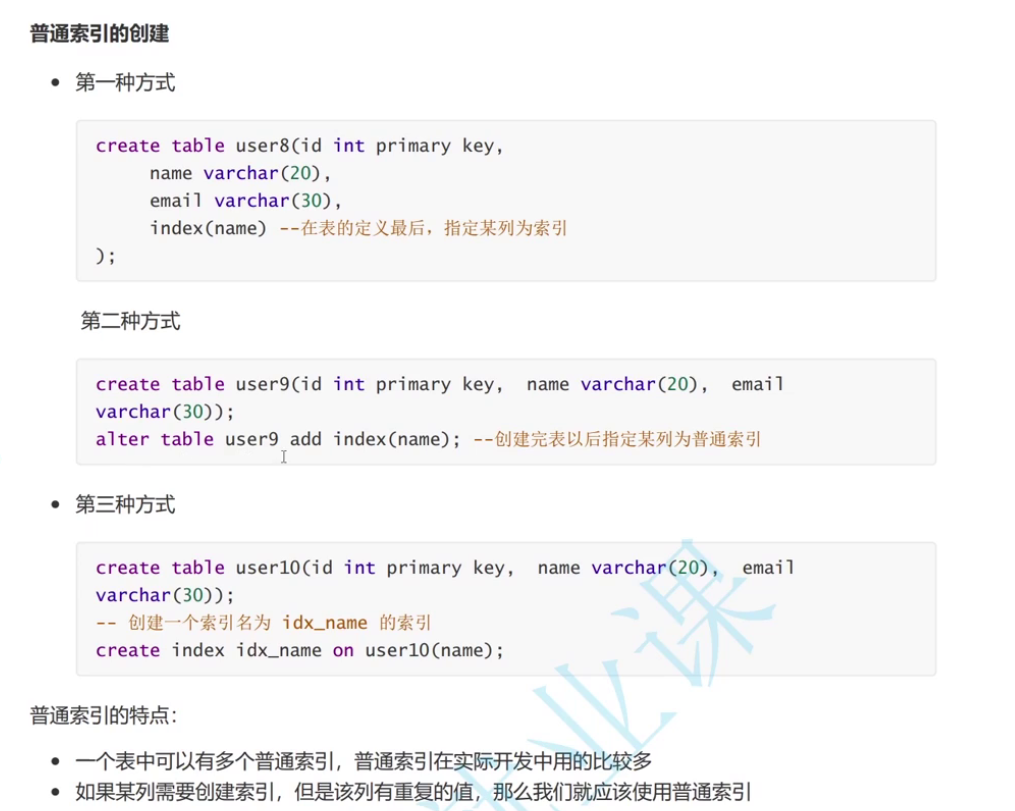 普通索引的创建
第一种方式
create table user8(id int primary key,
name varchar(20),
email varchar(30),
index(name) --在表的定义最后，指定某列为索引
);
第二种方式
create table user9(id int primary key, name varchar(20), email
varchar(30));
alter table user9 add index(name); --创建完表以后指定某列为普通索引
第三种方式
create table user10(id int primary key, name varchar(20), email
varchar(30));
-- 创建一个索引名为 idx_name 的索引
create index idx_name on user10(name);
普通索引的特点：
一个表中可以有多个普通索引，普通索引在实际开发中用的比较多
如果某列需要创建索引，但是该列有重复的值，那么我们就应该使用普通索引
业课